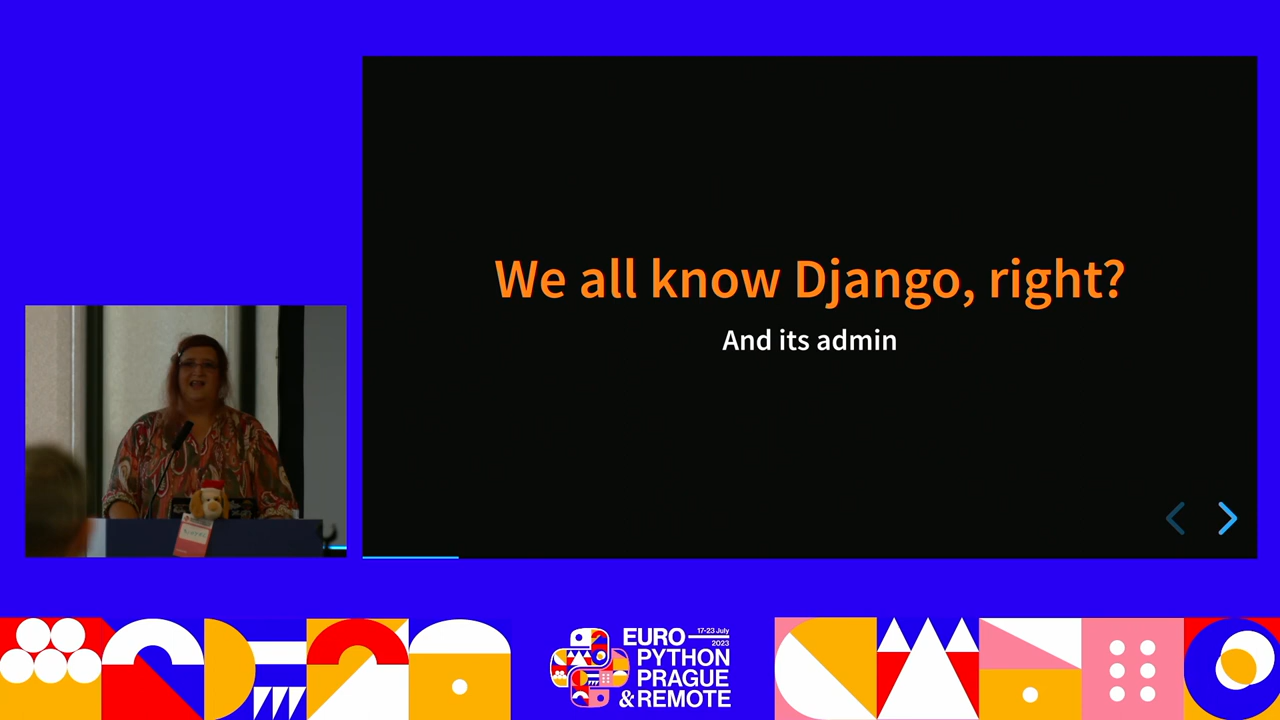 We all know Django, right?
And its admin
EURO
17-23 July
2023
PYTHON
PRAGUE
& REMOTE